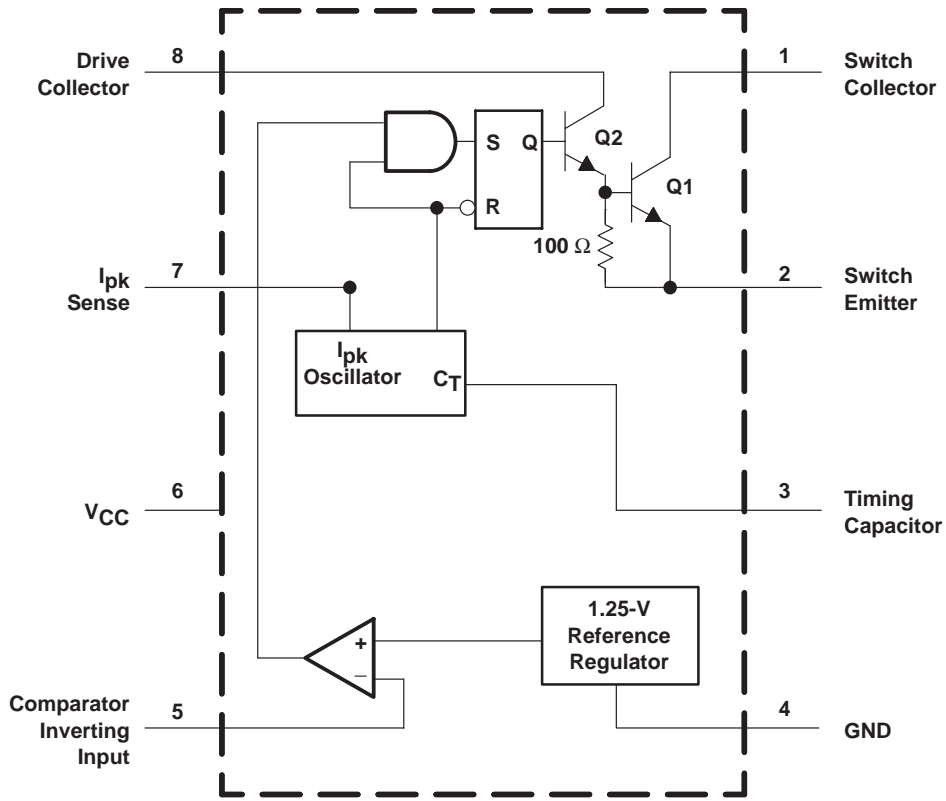 Drive
Collector
8
1
Switch
Collector
S
Q
Q2
Q1
R
100 Ω
Ipk
Sense
7
2
Switch
Emitter
Ipk
Oscillator
CT
VCC
6
3
Timing
Capacitor
1.25-V
Reference
Regulator
+
–
Comparator
Inverting
Input
5
4
GND